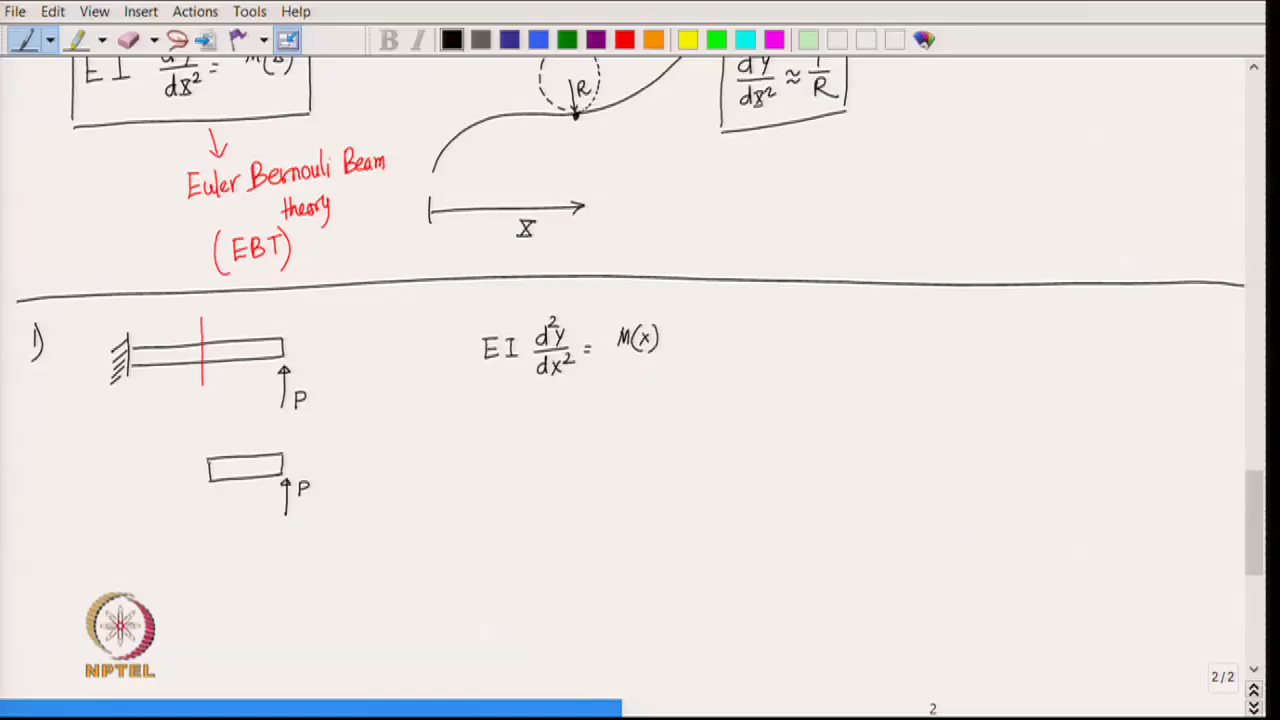 File Edit View Insert Actions Tools Help
B I
EI d²y/dx² = M(x)
R
d²y/dx² ≈ 1/R
Euler Bernouli Beam
theory
(EBT)
X
1)
EI d²y/dx² = M(x)
P
P
NPTEL
2/2
2